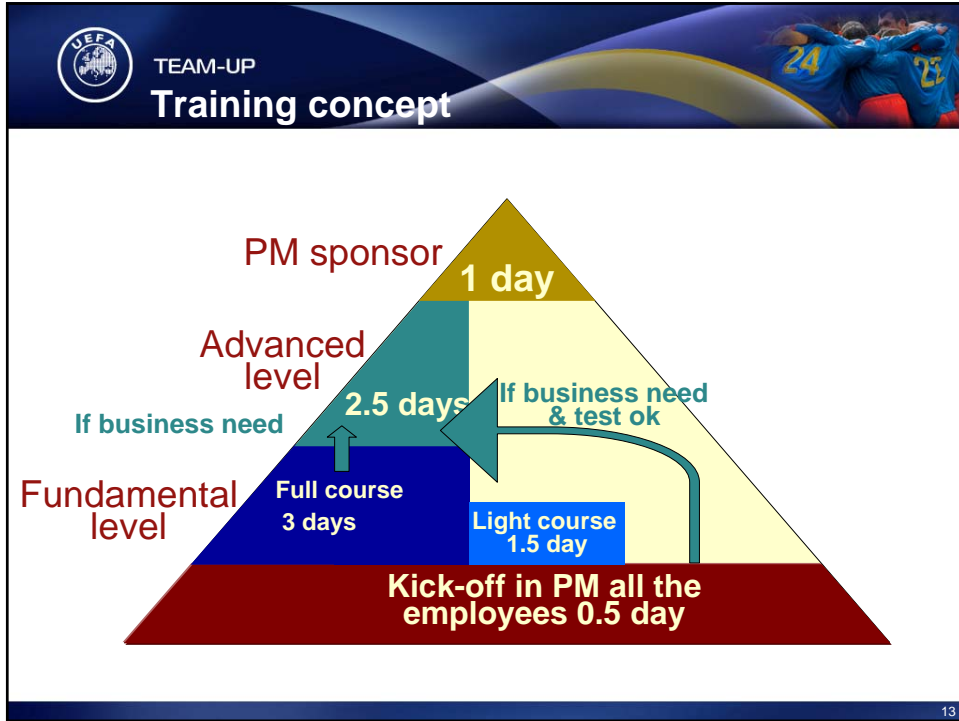 UEFA
TEAM-UP
Training concept
24
22
PM sponsor
1 day
Advanced
level
2.5 days
If business need
& test ok
If business need
Fundamental
level
Full course
3 days
Light course
1.5 day
Kick-off in PM all the
employees 0.5 day
13